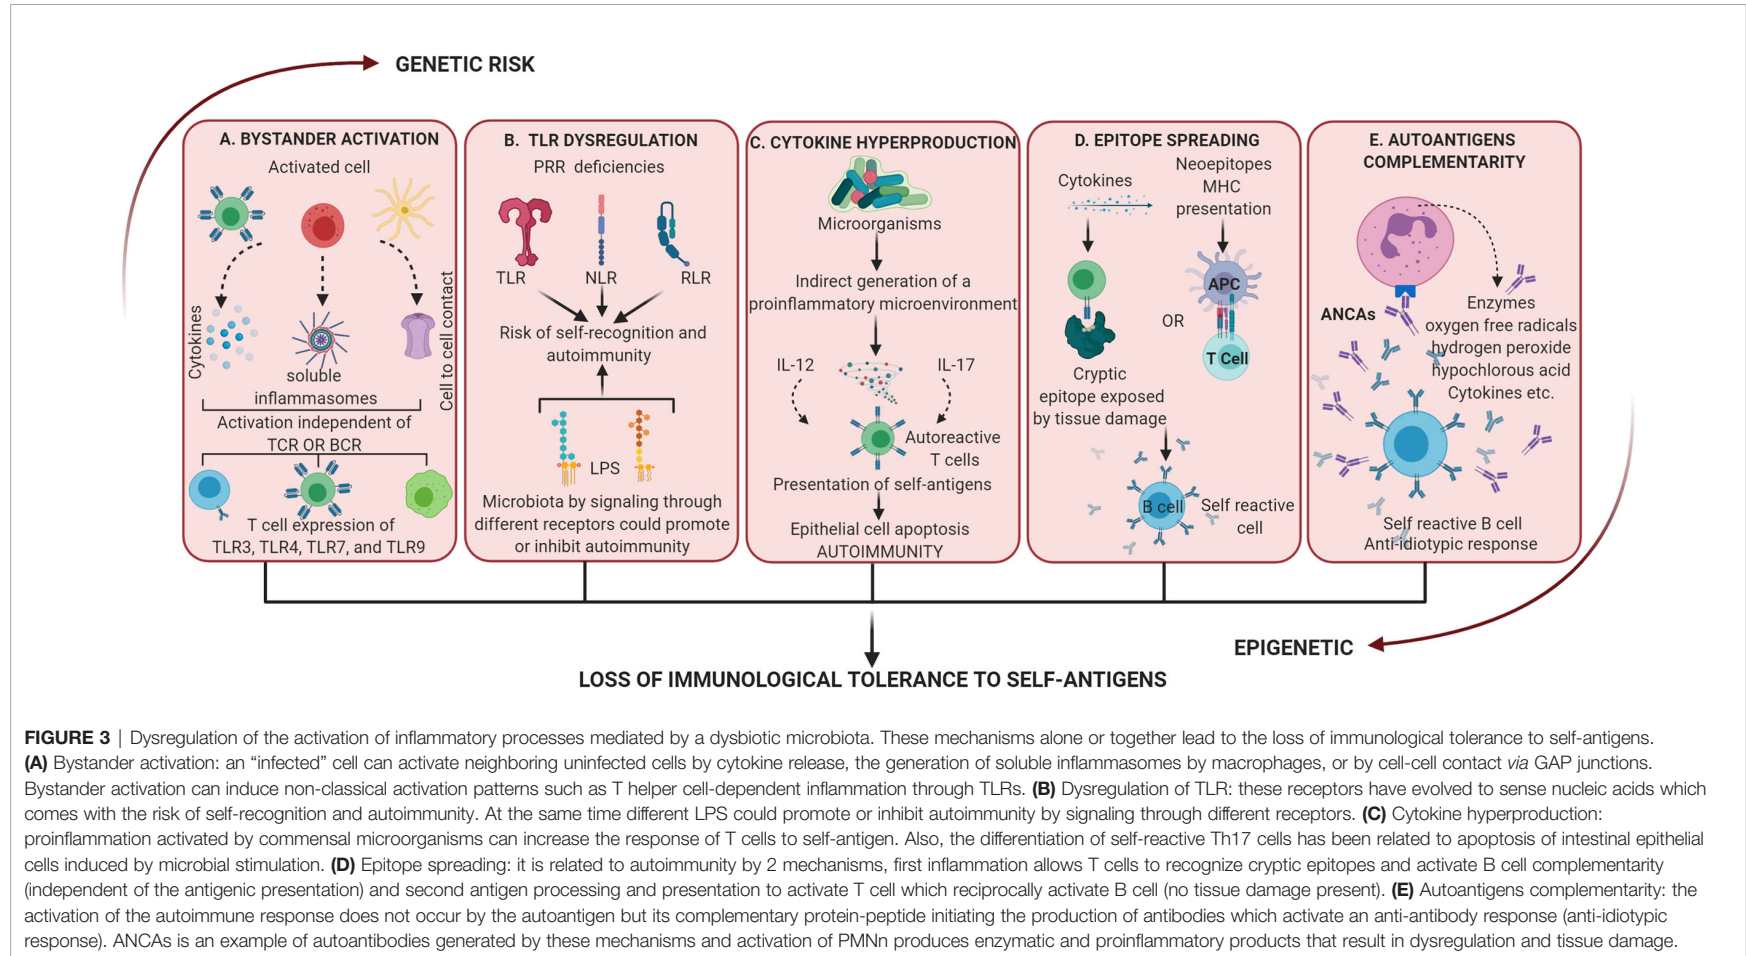 GENETIC RISK
A. BYSTANDER ACTIVATION
Activated cell
Cytokines
soluble
inflammasomes
Cell to cell contact
Activation independent of
TCR OR BCR
T cell expression of
TLR3, TLR4, TLR7, and TLR9
B. TLR DYSREGULATION
PRR deficiencies
TLR
NLR
RLR
Risk of self-recognition and
autoimmunity
LPS
Microbiota by signaling through
different receptors could promote
or inhibit autoimmunity
C. CYTOKINE HYPERPRODUCTION
Microorganisms
Indirect generation of a
proinflammatory microenvironment
IL-12
IL-17
Autoreactive
T cells
Presentation of self-antigens
Epithelial cell apoptosis
AUTOIMMUNITY
D. EPITOPE SPREADING
Cytokines
Neoepitopes
MHC
presentation
APC
OR
T Cell
Cryptic
epitope exposed
by tissue damage
B cell
Self reactive
cell
E. AUTOANTIGENS
COMPLEMENTARITY
ANCAs
Enzymes
oxygen free radicals
hydrogen peroxide
hypochlorous acid
Cytokines etc.
Self reactive B cell
Anti-idiotypic response
EPIGENETIC
LOSS OF IMMUNOLOGICAL TOLERANCE TO SELF-ANTIGENS
FIGURE 3 | Dysregulation of the activation of inflammatory processes mediated by a dysbiotic microbiota. These mechanisms alone or together lead to the loss of immunological tolerance to self-antigens.
(A) Bystander activation: an “infected” cell can activate neighboring uninfected cells by cytokine release, the generation of soluble inflammasomes by macrophages, or by cell-cell contact via GAP junctions.
Bystander activation can induce non-classical activation patterns such as T helper cell-dependent inflammation through TLRs. (B) Dysregulation of TLR: these receptors have evolved to sense nucleic acids which
comes with the risk of self-recognition and autoimmunity. At the same time different LPS could promote or inhibit autoimmunity by signaling through different receptors. (C) Cytokine hyperproduction:
proinflammation activated by commensal microorganisms can increase the response of T cells to self-antigen. Also, the differentiation of self-reactive Th17 cells has been related to apoptosis of intestinal epithelial
cells induced by microbial stimulation. (D) Epitope spreading: it is related to autoimmunity by 2 mechanisms, first inflammation allows T cells to recognize cryptic epitopes and activate B cell complementarity
(independent of the antigenic presentation) and second antigen processing and presentation to activate T cell which reciprocally activate B cell (no tissue damage present). (E) Autoantigens complementarity: the
activation of the autoimmune response does not occur by the autoantigen but its complementary protein-peptide initiating the production of antibodies which activate an anti-antibody response (anti-idiotypic
response). ANCAs is an example of autoantibodies generated by these mechanisms and activation of PMNn produces enzymatic and proinflammatory products that result in dysregulation and tissue damage.